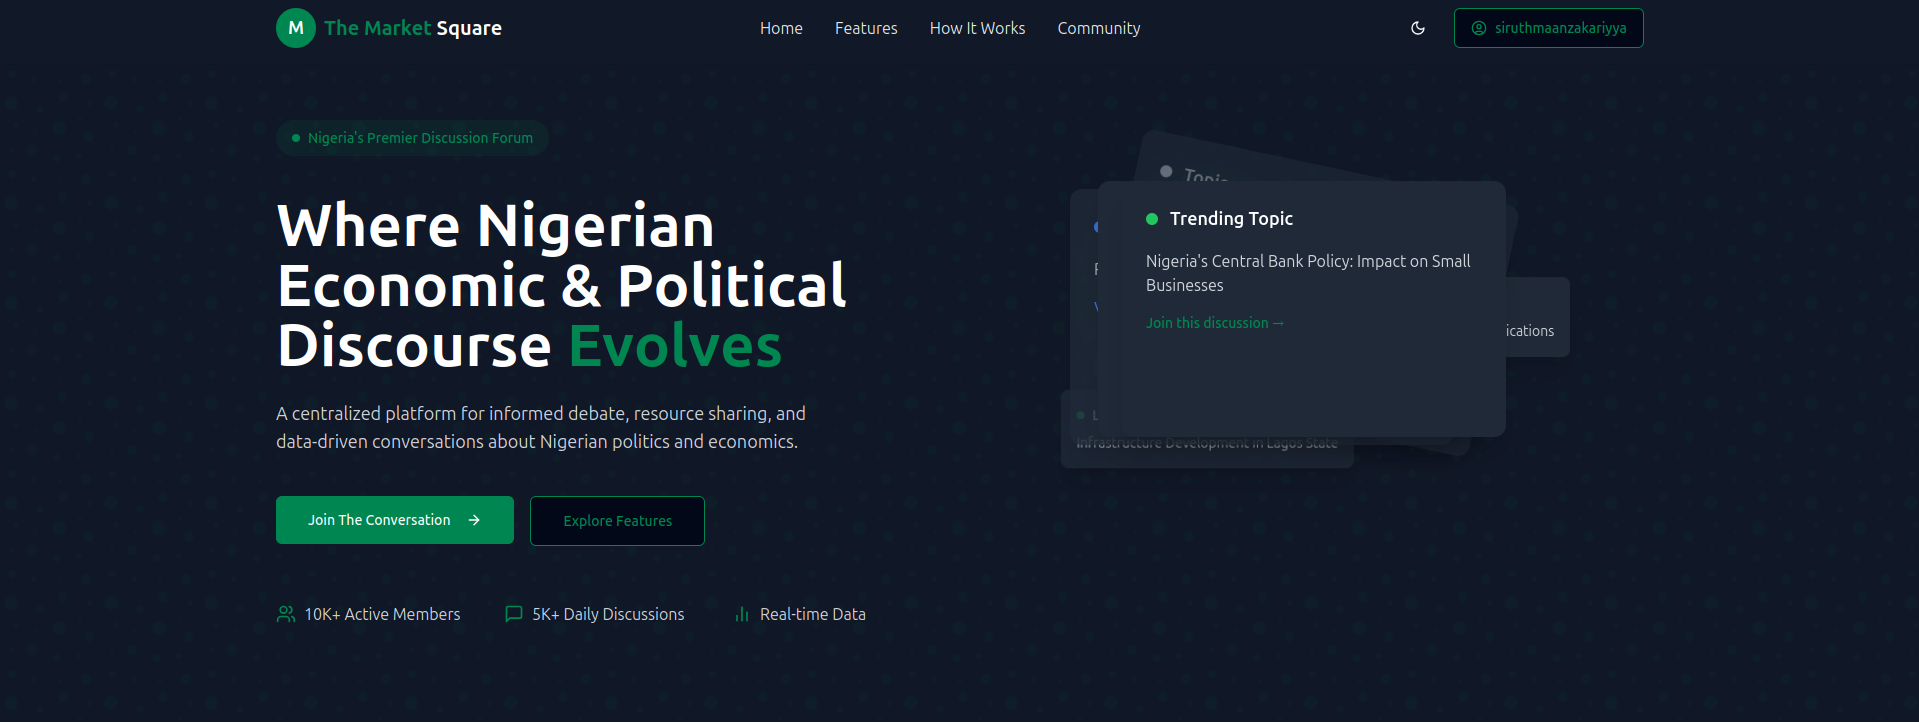 M The Market Square
Home Features How It Works Community
siruthmaanzakariyya
Nigeria's Premier Discussion Forum
Where Nigerian
Economic & Political
Discourse Evolves
A centralized platform for informed debate, resource sharing, and
data-driven conversations about Nigerian politics and economics.
Join The Conversation →
Explore Features
10K+ Active Members
5K+ Daily Discussions
Real-time Data
Topic
Trending Topic
Nigeria's Central Bank Policy: Impact on Small
Businesses
Join this discussion →
ications
Infrastructure Development in Lagos State